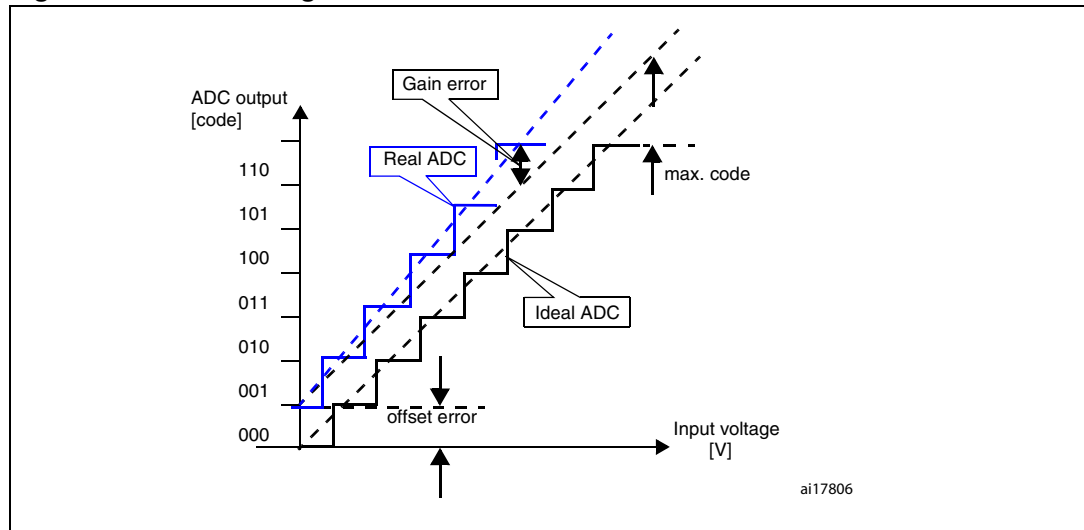 ADC output
[code]
Gain error
Real ADC
110
max. code
101
100
011
Ideal ADC
010
001
offset error
000
Input voltage
[V]
ai17806